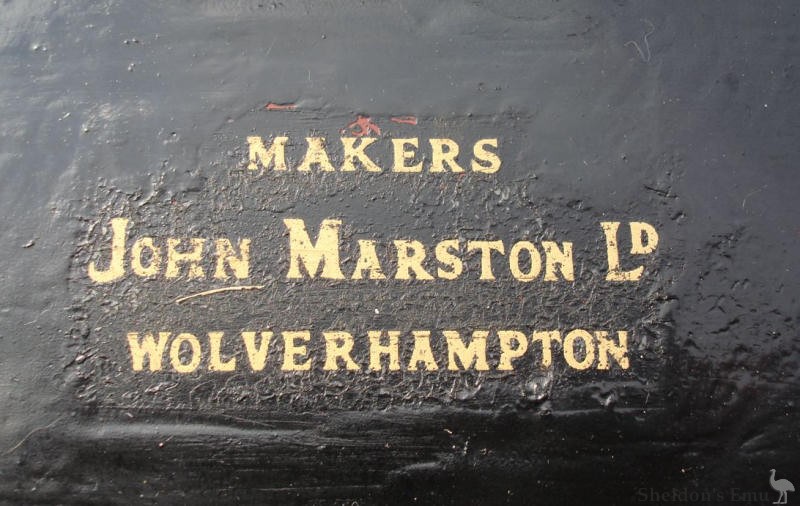 MAKERS
JOHN MARSTON LD
WOLVERHAMPTON
Sheldon's Emu